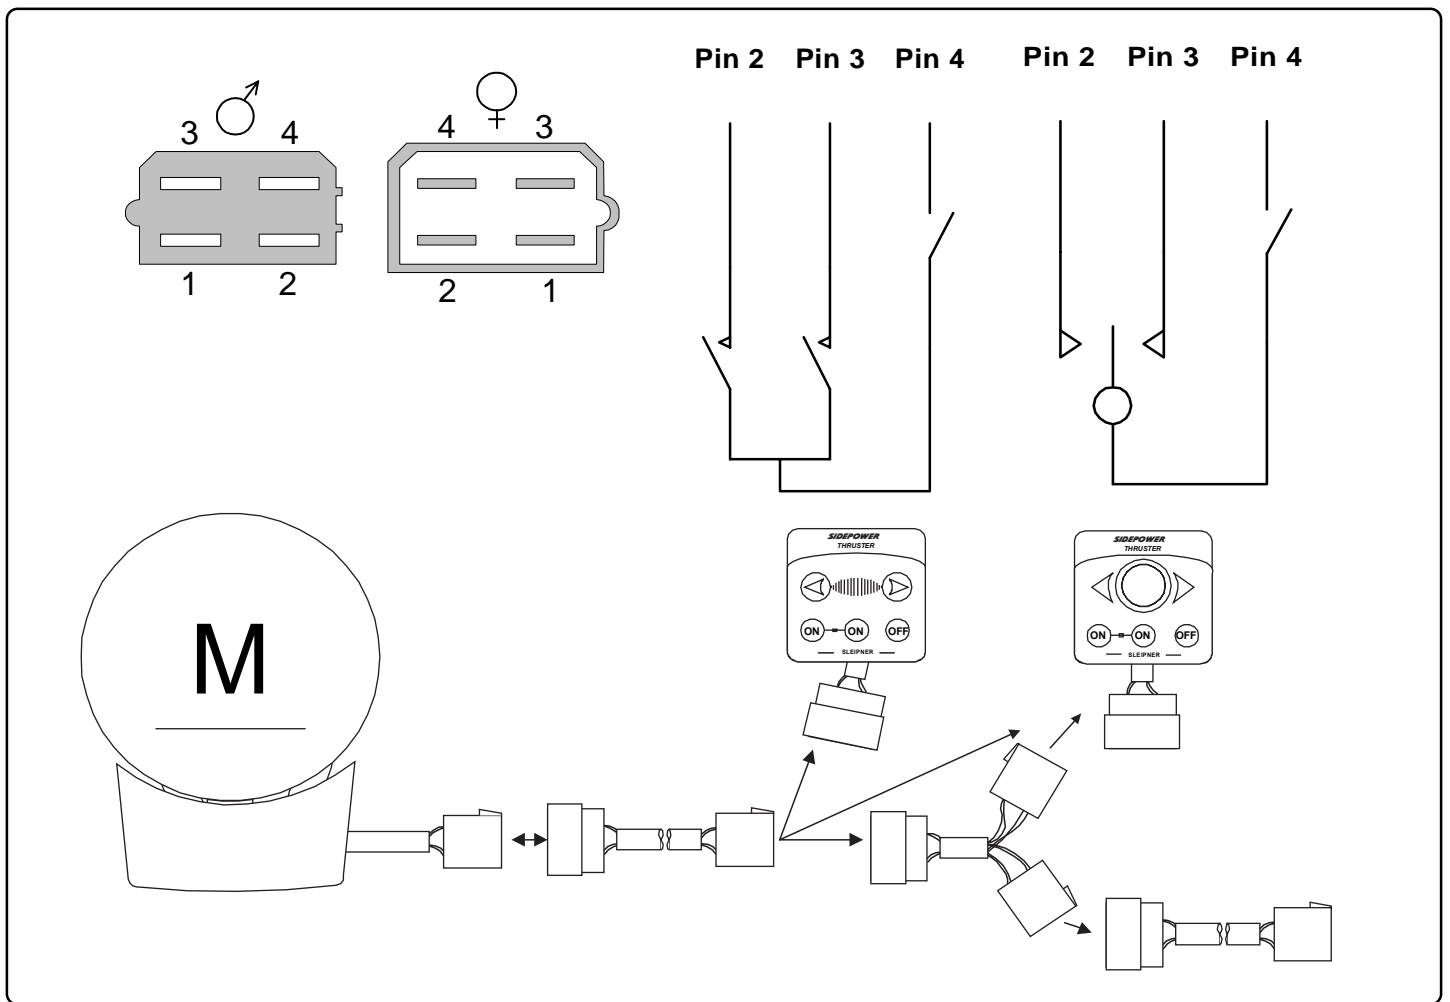 Pin 2 Pin 3 Pin 4 Pin 2 Pin 3 Pin 4
3 4 4 3
1 2 2 1
SIDEPOWER
THRUSTER
ON ON OFF
SLEIPNER
SIDEPOWER
THRUSTER
ON ON OFF
SLEIPNER
M